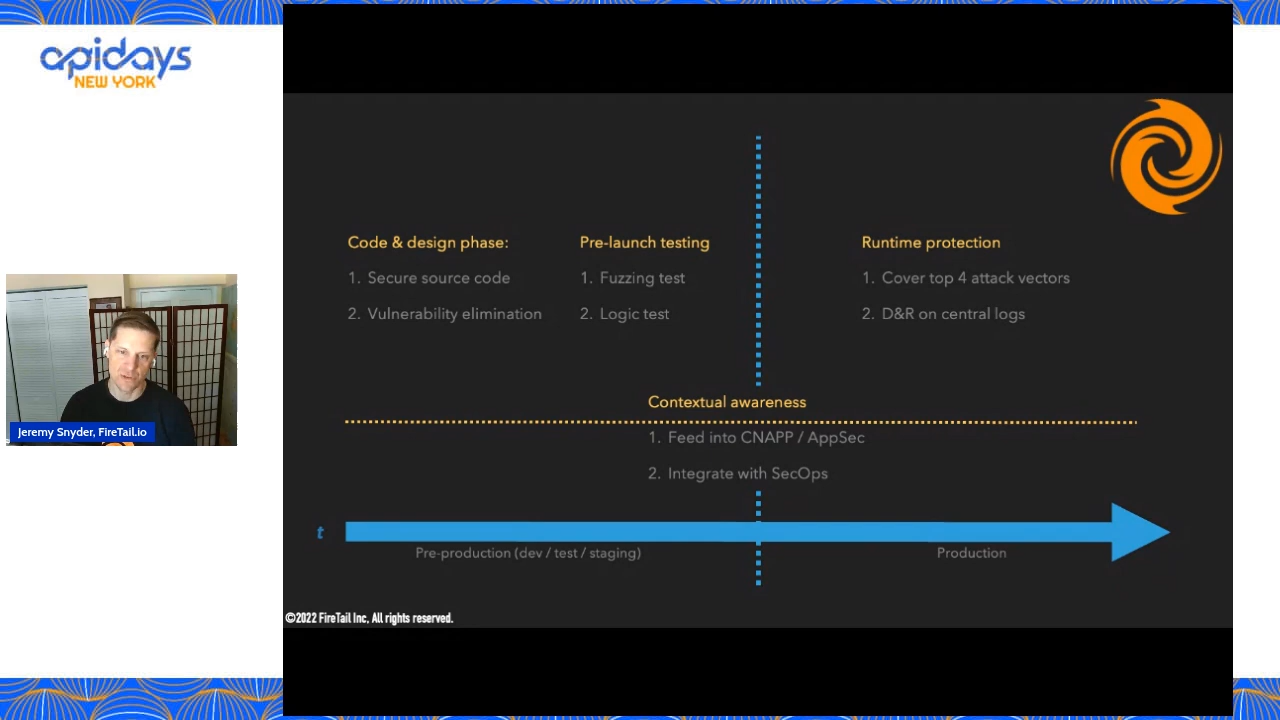 apidays
NEW YORK
Code & design phase:
1. Secure source code
2. Vulnerability elimination
Pre-launch testing
1. Fuzzing test
2. Logic test
Runtime protection
1. Cover top 4 attack vectors
2. D&R on central logs
Contextual awareness
1. Feed into CNAPP / AppSec
2. Integrate with SecOps
t
Pre-production (dev / test / staging)
Production
©2022 FireTail Inc, All rights reserved.
Jeremy Snyder, FireTail.io